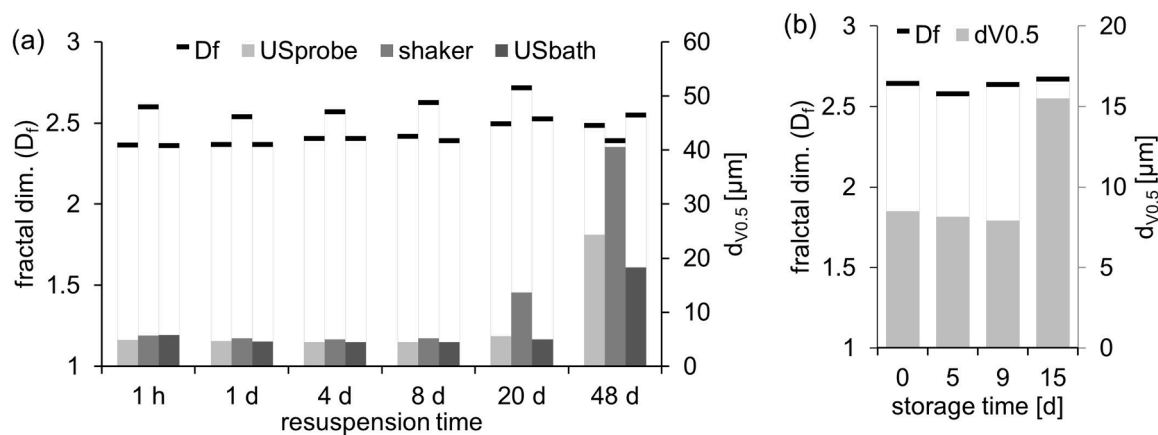 (a)
3
2.5
2
1.5
1
fractal dim. (Df)
Df USprobe shaker USbath
60
50
40
30
20
10
0
dV0.5 [µm]
1 h 1 d 4 d 8 d 20 d 48 d
resuspension time
(b)
3
2.5
2
1.5
1
fralctal dim. (Df)
Df dV0.5
20
15
10
5
0
dV0.5 [µm]
0 5 9 15
storage time [d]